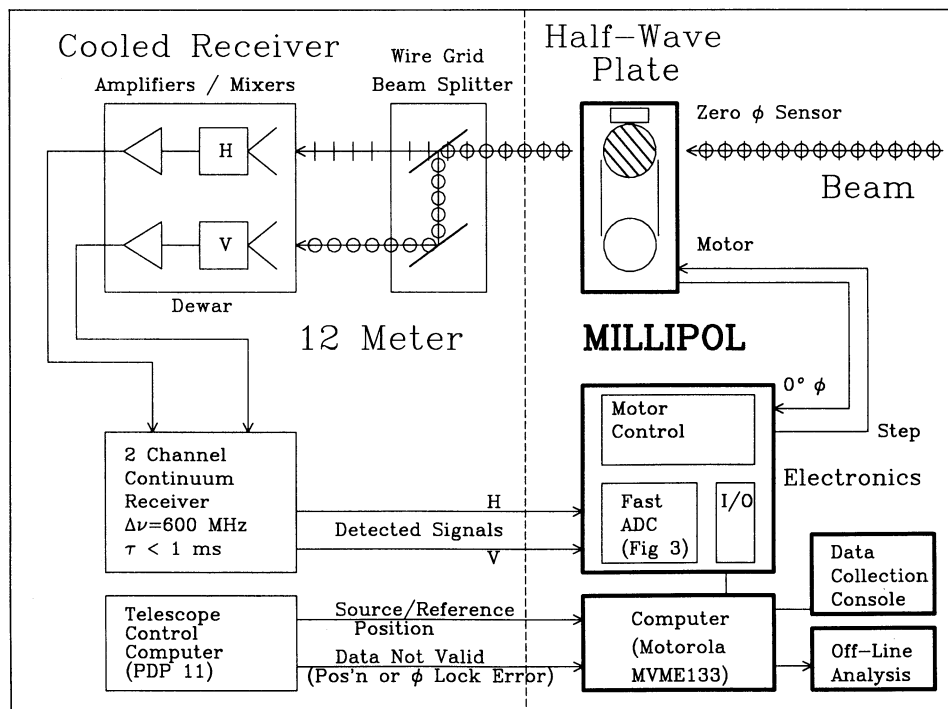 Cooled Receiver
Amplifiers / Mixers
Wire Grid
Beam Splitter
Half-Wave
Plate
Zero ϕ Sensor
H
V
Beam
Motor
Dewar
12 Meter
MILLIPOL
0° ϕ
Motor
Control
Step
2 Channel
Continuum
Receiver
Δν=600 MHz
τ < 1 ms
H
Detected Signals
V
Fast
ADC
(Fig 3)
I/O
Electronics
Data
Collection
Console
Telescope
Control
Computer
(PDP 11)
Source/Reference
Position
Data Not Valid
(Pos'n or ϕ Lock Error)
Computer
(Motorola
MVME133)
Off-Line
Analysis